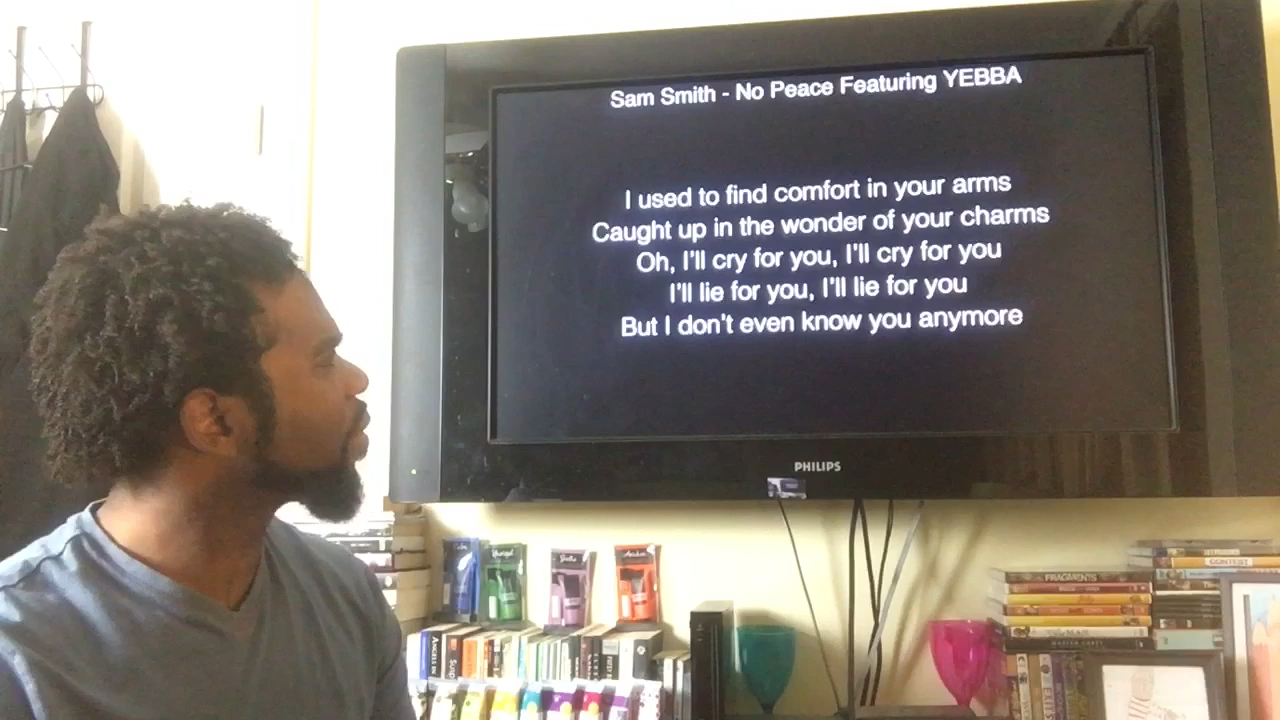 Sam Smith - No Peace Featuring YEBBA
I used to find comfort in your arms
Caught up in the wonder of your charms
Oh, I'll cry for you, I'll cry for you
I'll lie for you, I'll lie for you
But I don't even know you anymore
PHILIPS
FRAGMENTS
CONTEXT